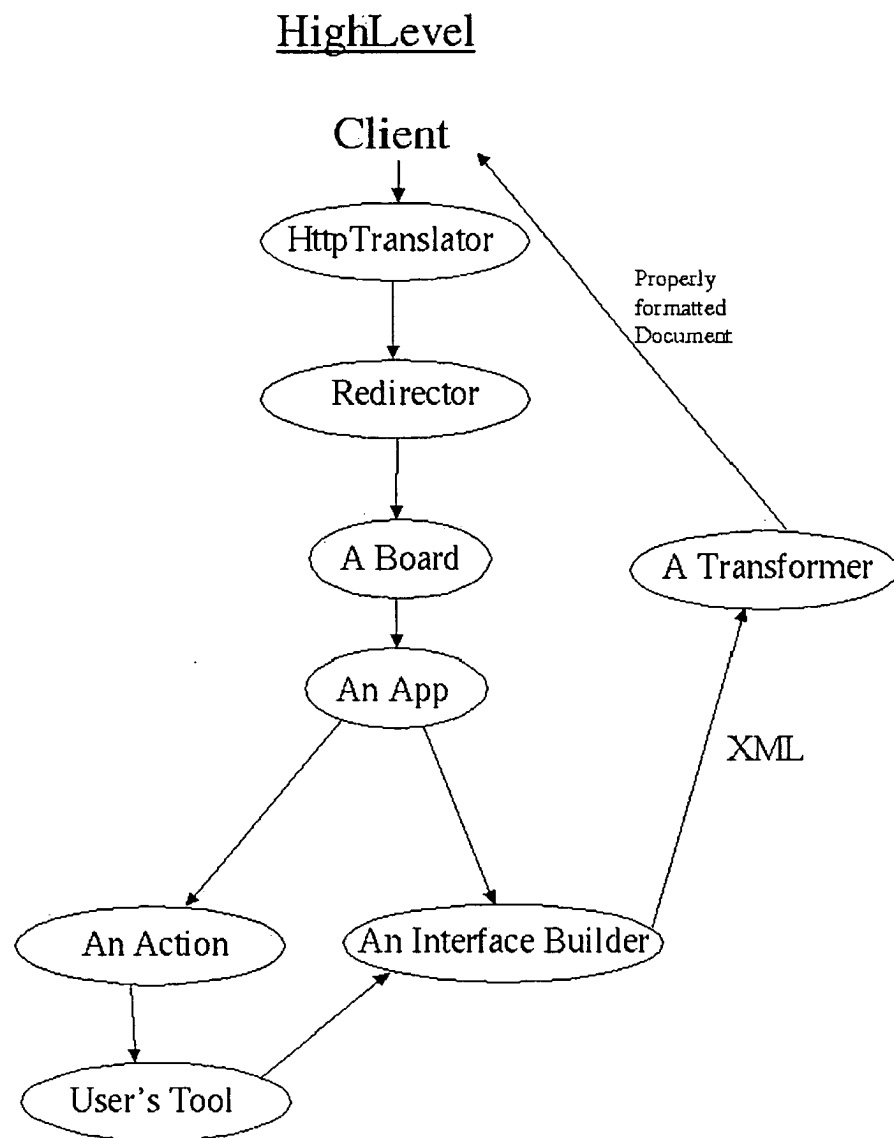 HighLevel
Client
HttpTranslator
Properly
formatted
Document
Redirector
A Board
A Transformer
An App
XML
An Action
An Interface Builder
User's Tool